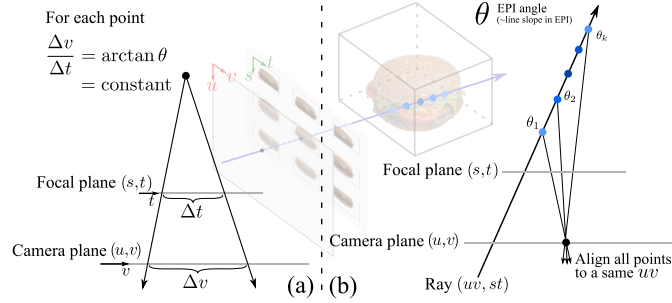 For each point
Δv/Δt = arctan θ
= constant
Focal plane (s,t)
t
Δt
Camera plane (u,v)
v
Δv
(a)
u v
s t
(b)
θ EPI angle
(~line slope in EPI)
θk
θ2
θ1
Focal plane (s,t)
Camera plane (u,v)
Align all points
to a same uv
Ray (uv, st)